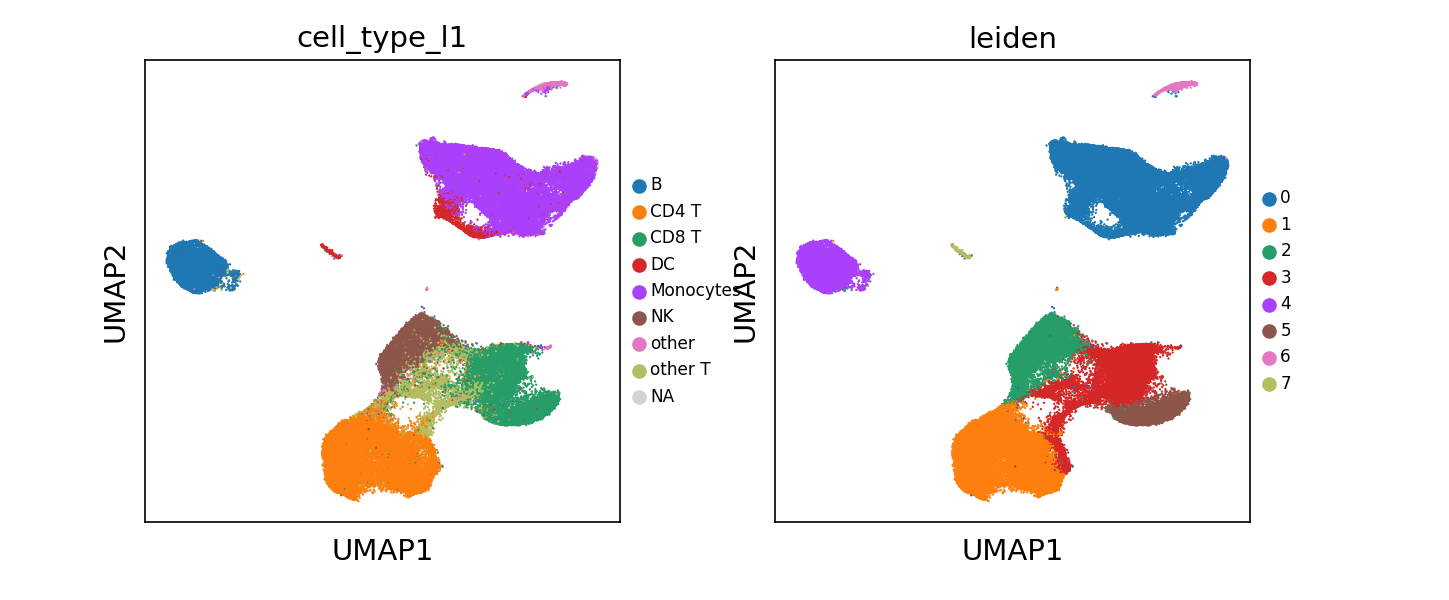 cell_type_l1
UMAP2
UMAP1
B
CD4 T
CD8 T
DC
Monocytes
NK
other
other T
NA
leiden
UMAP2
UMAP1
0
1
2
3
4
5
6
7